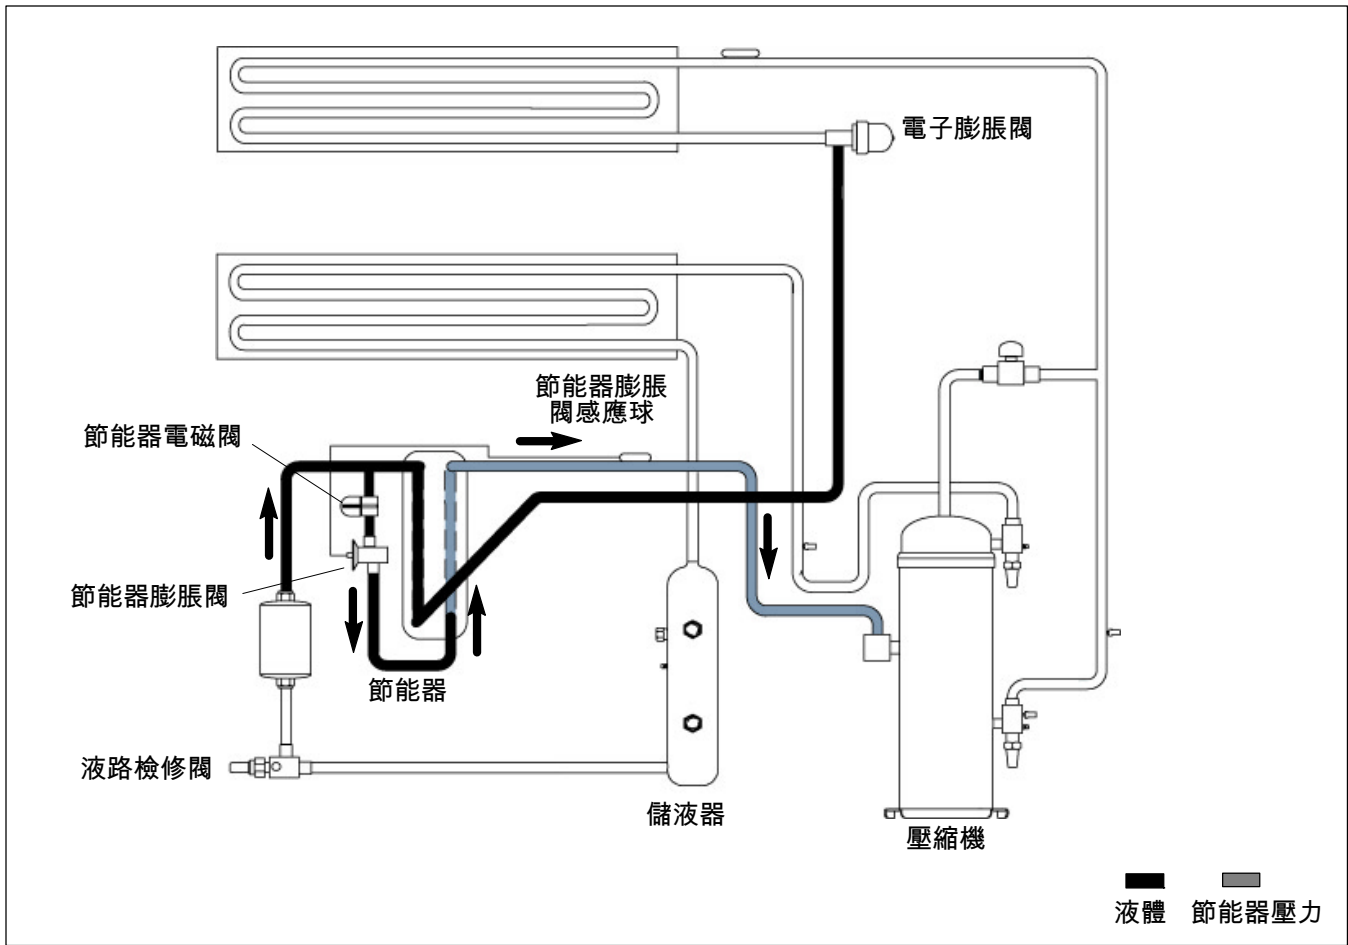 電子膨脹閥
節能器膨脹
閥感應球
節能器電磁閥
節能器膨脹閥
節能器
液路檢修閥
儲液器
壓縮機
液體
節能器壓力